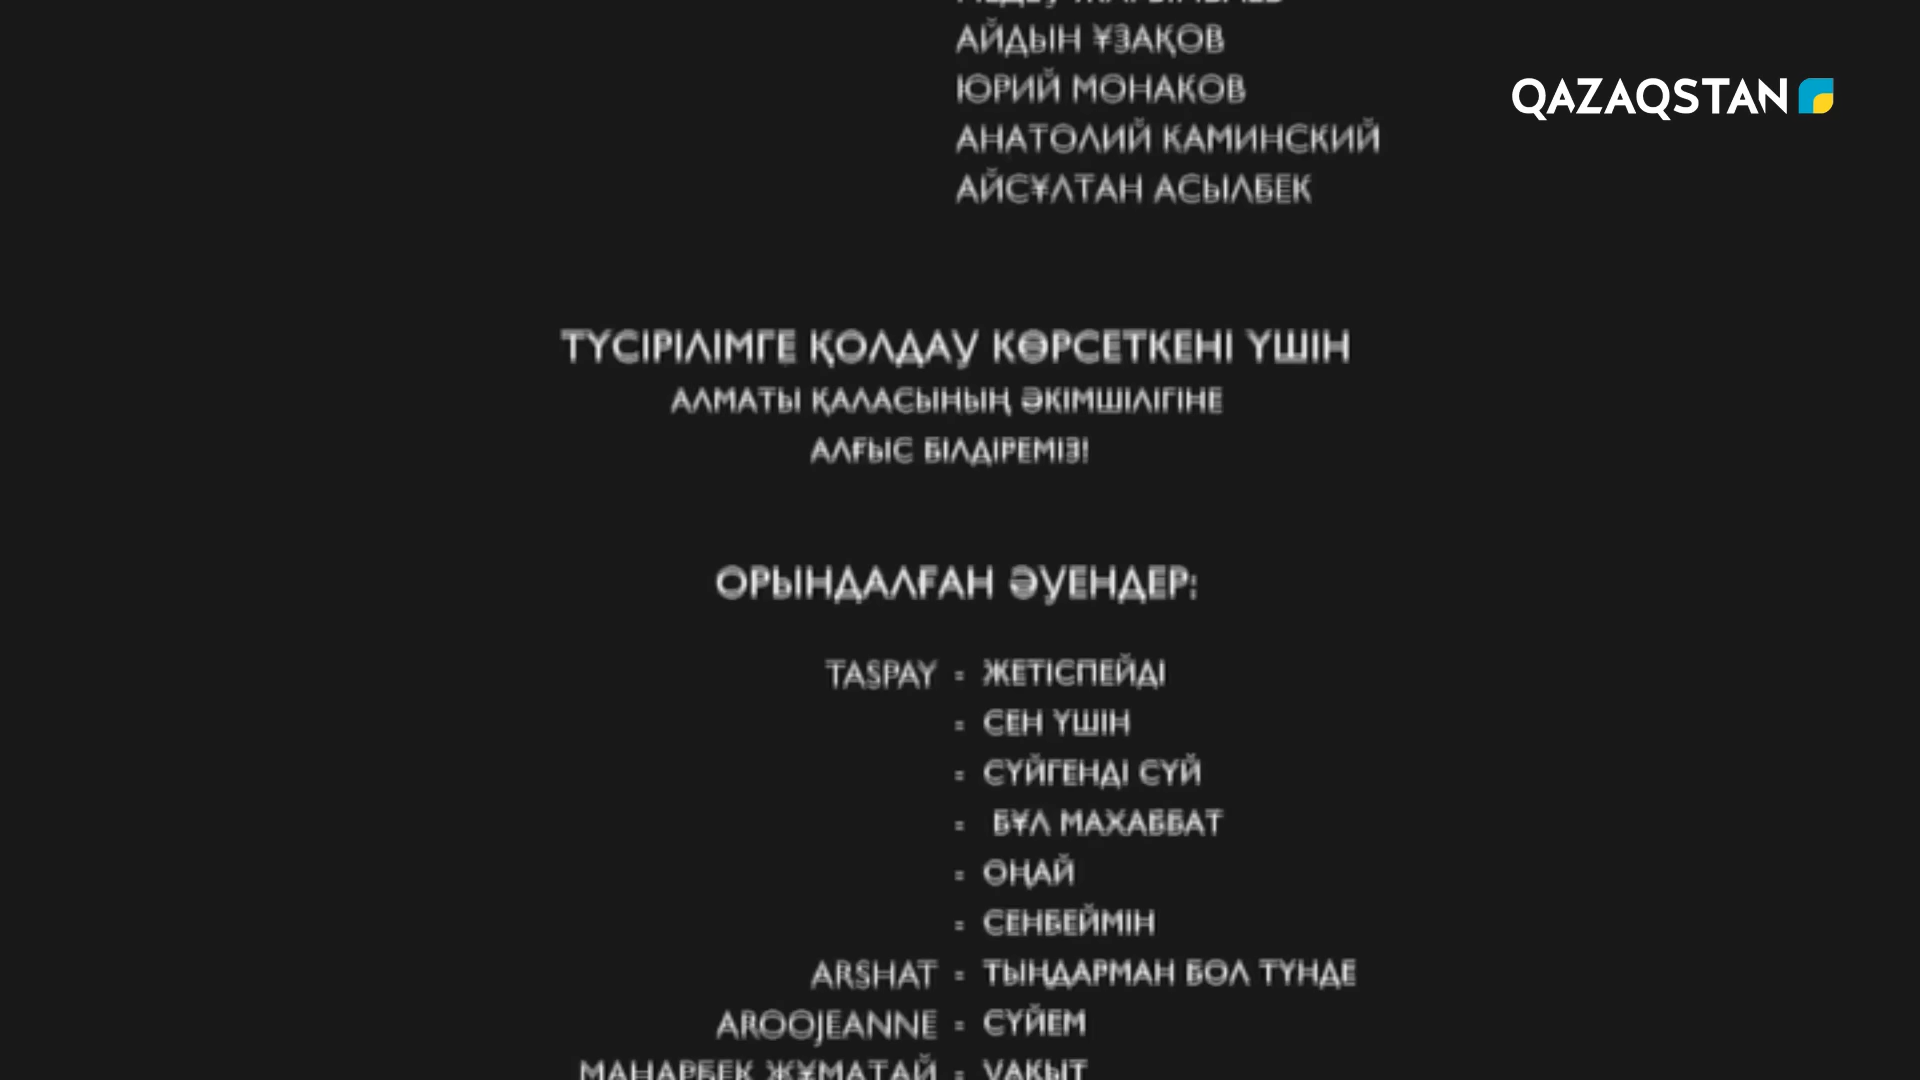 АЙДЫН ҰЗАҚОВ
ЮРИЙ МОНАКОВ
QAZAQSTAN
АНАТОЛИЙ КАМИНСКИЙ
АЙСҰЛТАН АСЫЛБЕК
ТҮСІРІЛІМГЕ ҚОЛДАУ КӨРСЕТКЕНІ ҮШІН
АЛМАТЫ ҚАЛАСЫНЫҢ ӘКІМШІЛІГІНЕ
АЛҒЫС БІЛДІРЕМІЗ!
ОРЫНДАЛҒАН ӘУЕНДЕР:
TASPAY - ЖЕТІСПЕЙДІ
- СЕН ҮШІН
- СҮЙГЕНДІ СҮЙ
- БҰЛ МАХАББАТ
- ОҢАЙ
- СЕНБЕЙМІН
ARSHAT - ТЫҢДАРМАН БОЛ ТҮНДЕ
AROOJEANNE - СҮЙЕМ
ЖҰМАТАЙ -